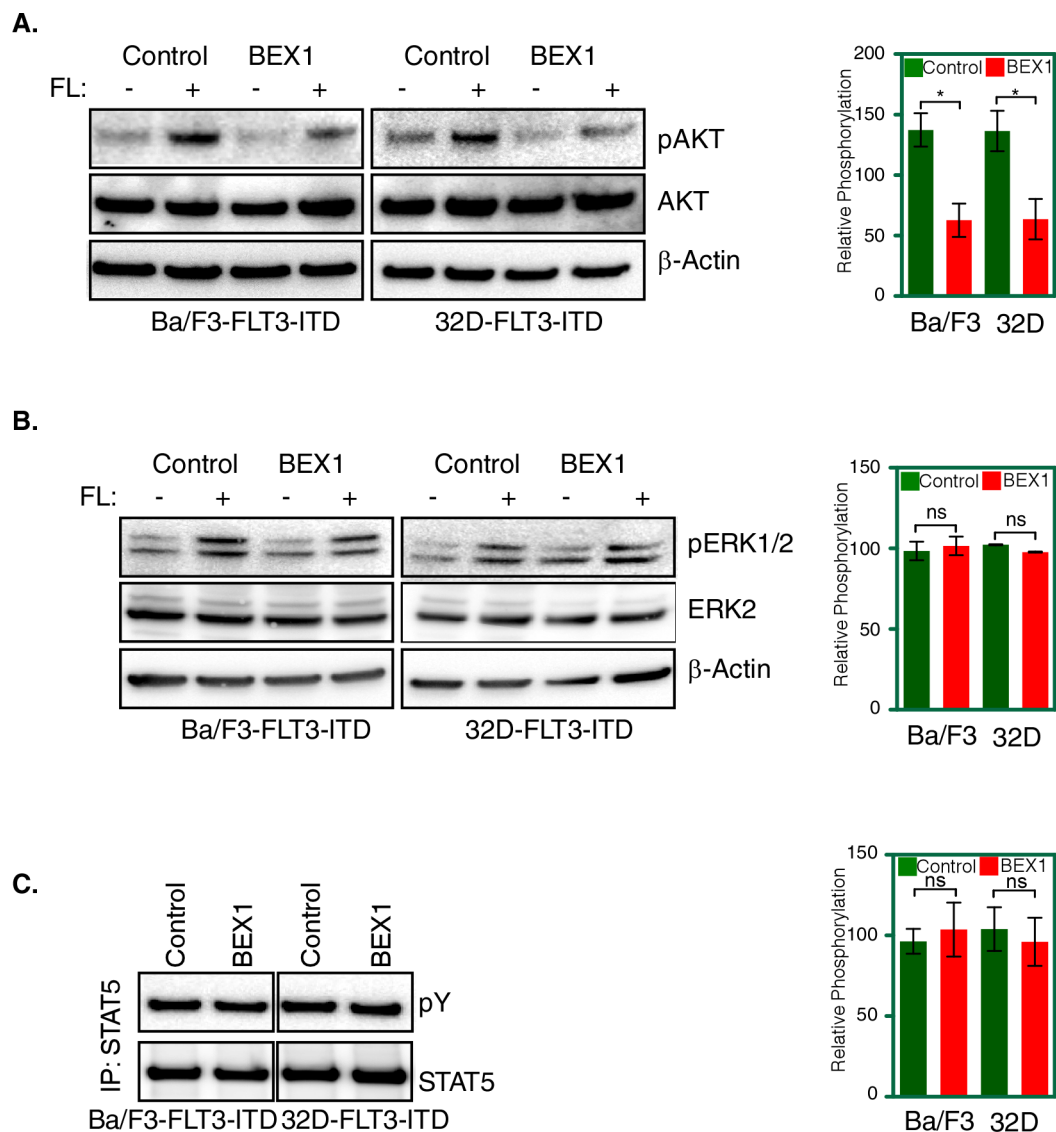 A.
Control BEX1 Control BEX1
FL: - + - + - + - +
pAKT
AKT
β-Actin
Ba/F3-FLT3-ITD 32D-FLT3-ITD
200
150
100
50
0
Relative Phosphorylation
Control BEX1
* *
Ba/F3 32D
B.
Control BEX1 Control BEX1
FL: - + - + - + - +
pERK1/2
ERK2
β-Actin
Ba/F3-FLT3-ITD 32D-FLT3-ITD
150
100
50
0
Relative Phosphorylation
Control BEX1
ns ns
Ba/F3 32D
C.
Control BEX1 Control BEX1
IP: STAT5
pY
STAT5
Ba/F3-FLT3-ITD 32D-FLT3-ITD
150
100
50
0
Relative Phosphorylation
Control BEX1
ns ns
Ba/F3 32D